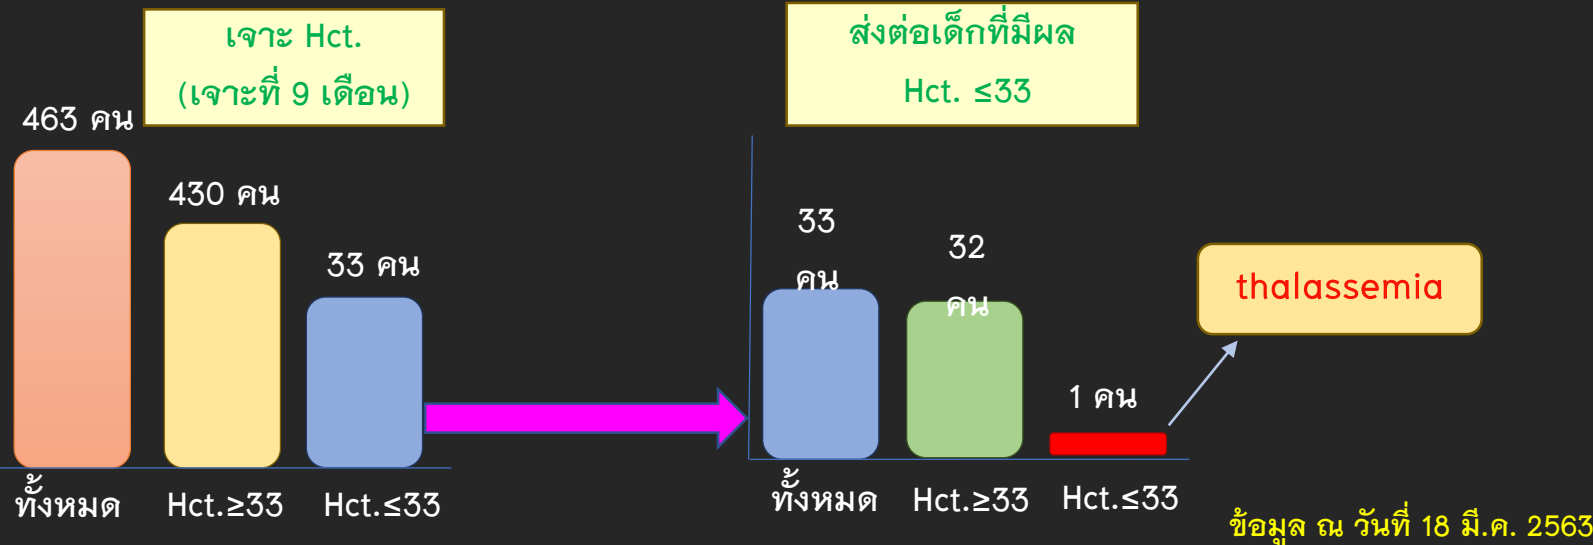 เจาะ Hct.
(เจาะที่ 9 เดือน)
463 คน
430 คน
33 คน
ทั้งหมด
Hct.≥33
Hct.≤33
ส่งต่อเด็กที่มีผล
Hct. ≤33
33
คน
32
คน
1 คน
thalassemia
ทั้งหมด
Hct.≥33
Hct.≤33
ข้อมูล ณ วันที่ 18 มี.ค. 2563